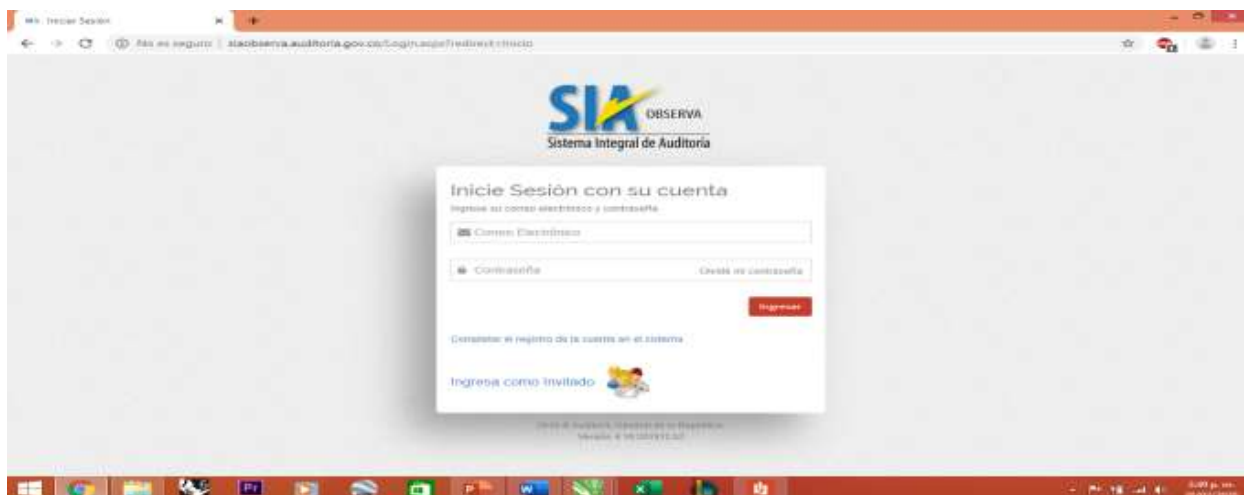 Iniciar Sesión
No es seguro | siaobserva.auditoria.gov.co/Login.aspx?redirect=Inicio
SIA OBSERVA
Sistema Integral de Auditoría
Inicie Sesión con su cuenta
Ingrese su correo electrónico y contraseña
Correo Electrónico
Contraseña
Olvidé mi contraseña
Ingresar
Completar el registro de la cuenta en el sistema
Ingresa como Invitado
Pr